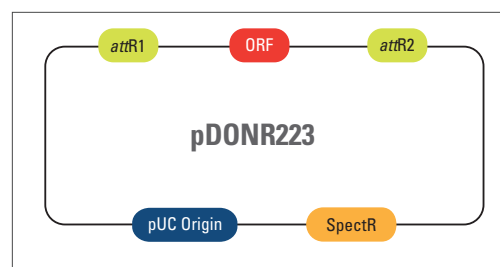 attR1
ORF
attR2
pDONR223
pUC Origin
SpectR